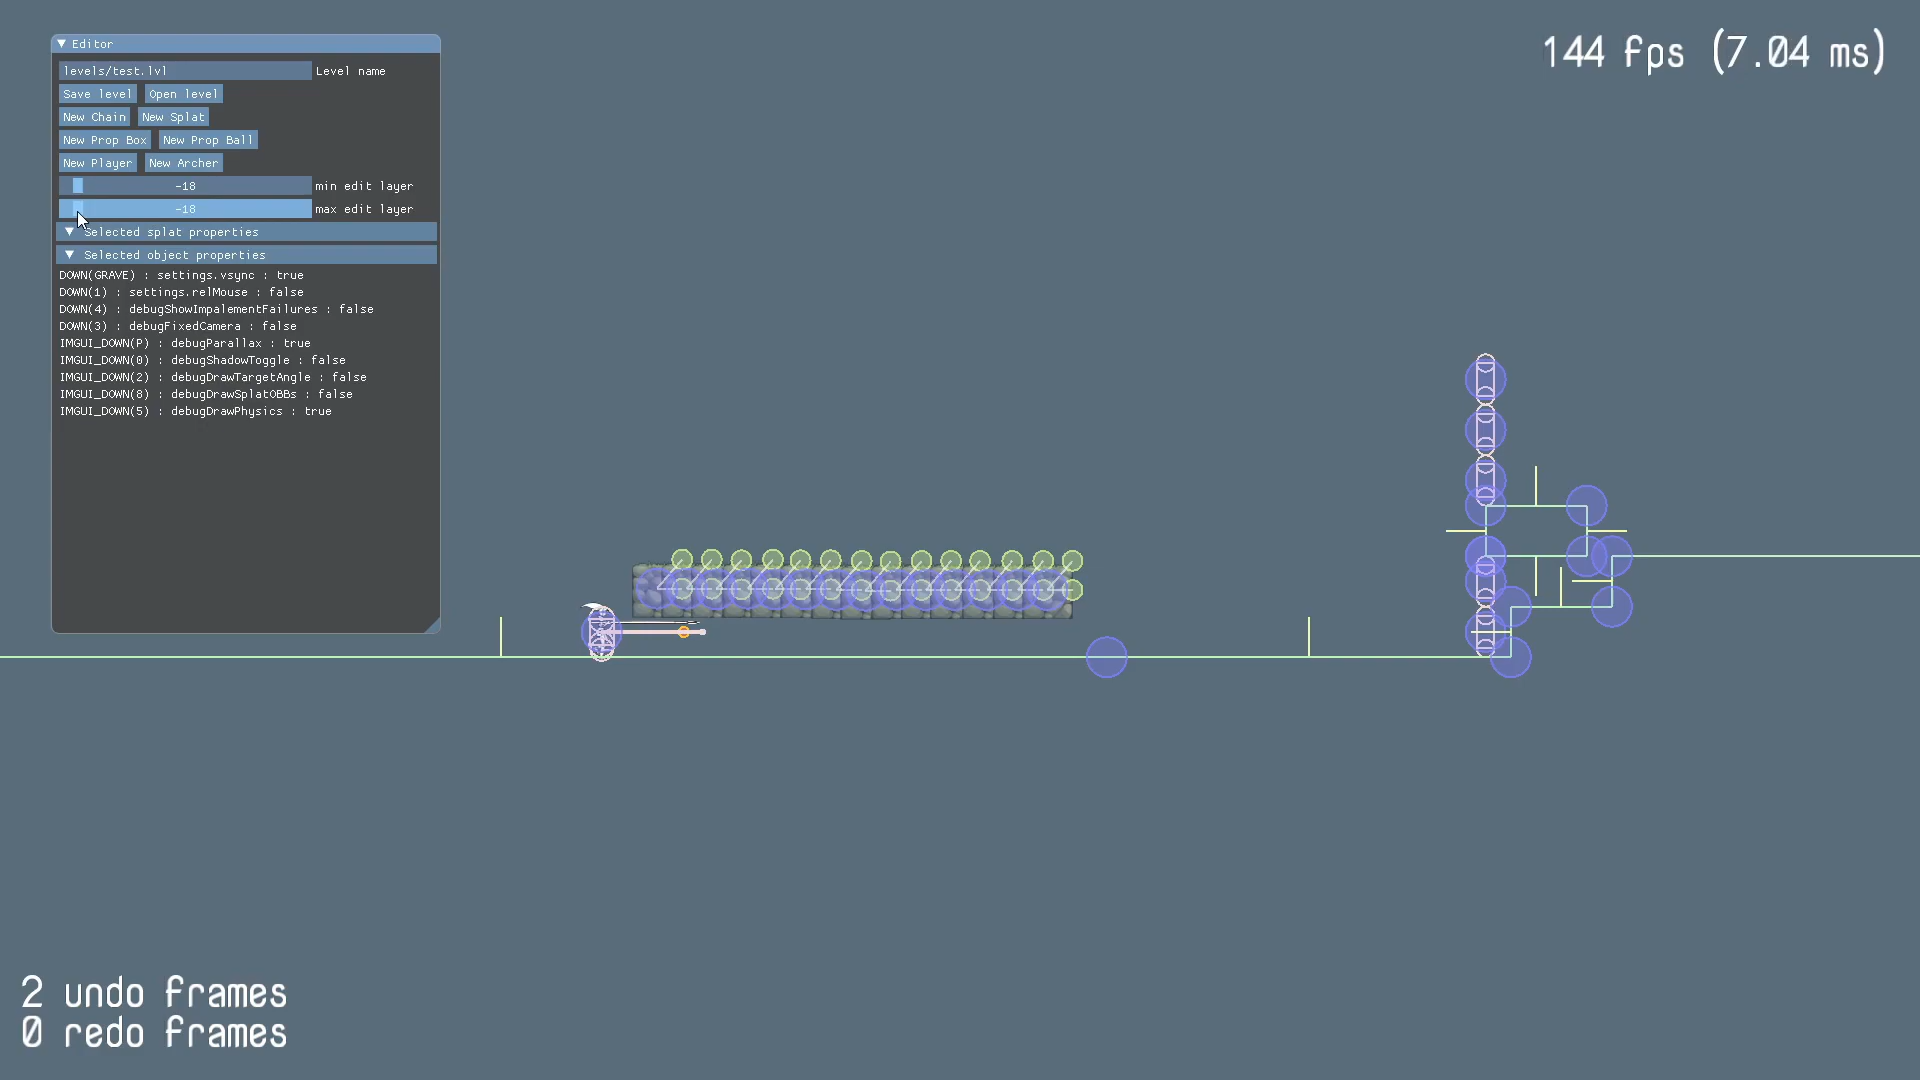 Editor
levels/test.lvl Level name
Save level Open level
New Chain New Splat
New Prop Box New Prop Ball
New Player New Archer
-18 min edit layer
-18 max edit layer
Selected splat properties
Selected object properties
DOWN(GRAVE) : settings.vsync : true
DOWN(1) : settings.relMouse : false
DOWN(4) : debugShowImpalementFailures : false
DOWN(3) : debugFixedCamera : false
IMGUI_DOWN(P) : debugParallax : true
IMGUI_DOWN(0) : debugShadowToggle : false
IMGUI_DOWN(2) : debugDrawTargetAngle : false
IMGUI_DOWN(8) : debugDrawSplatOBBs : false
IMGUI_DOWN(5) : debugDrawPhysics : true
144 fps (7.04 ms)
2 undo frames
0 redo frames